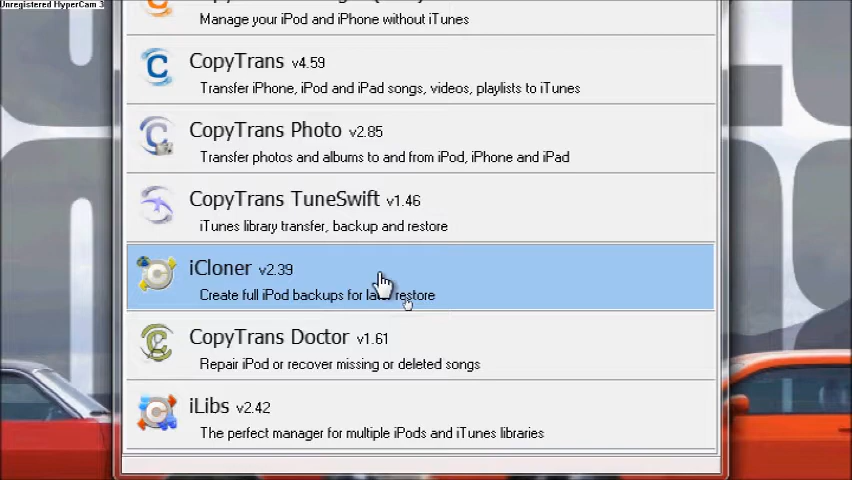 Unregistered HyperCam 3
Manage your iPod and iPhone without iTunes
CopyTrans v4.59
Transfer iPhone, iPod and iPad songs, videos, playlists to iTunes
CopyTrans Photo v2.85
Transfer photos and albums to and from iPod, iPhone and iPad
CopyTrans TuneSwift v1.46
iTunes library transfer, backup and restore
iCloner v2.39
Create full iPod backups for later restore
CopyTrans Doctor v1.61
Repair iPod or recover missing or deleted songs
iLibs v2.42
The perfect manager for multiple iPods and iTunes libraries